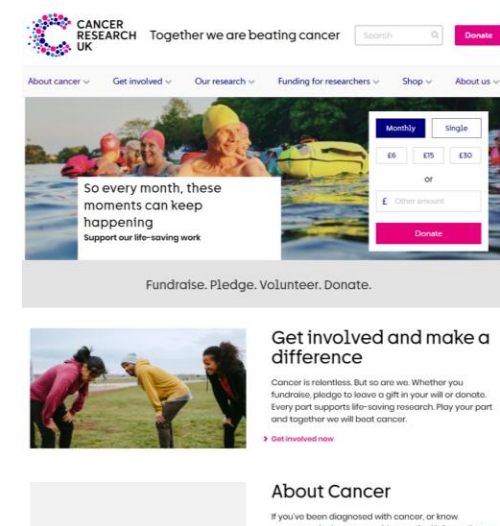 CANCER
RESEARCH
UK
Together we are beating cancer
Search
Donate
About cancer
Get involved
Our research
Funding for researchers
Shop
About us
So every month, these
moments can keep
happening
Support our life-saving work
Monthly
Single
£6
£15
£30
or
£
Other amount
Donate
Fundraise. Pledge. Volunteer. Donate.
Get involved and make a
difference
Cancer is relentless. But so are we. Whether you
fundraise, pledge to leave a gift in your will or donate.
Every part supports life-saving research. Play your part
and together we will beat cancer.
Get involved now
About Cancer
If you've been diagnosed with cancer, or know